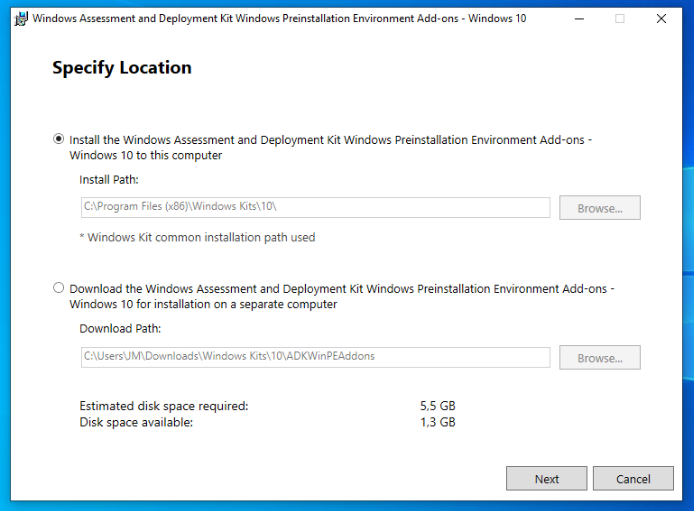 Windows Assessment and Deployment Kit Windows Preinstallation Environment Add-ons - Windows 10
Specify Location
Install the Windows Assessment and Deployment Kit Windows Preinstallation Environment Add-ons -
Windows 10 to this computer
Install Path:
C:\Program Files (x86)\Windows Kits\10\
Browse...
* Windows Kit common installation path used
Download the Windows Assessment and Deployment Kit Windows Preinstallation Environment Add-ons -
Windows 10 for installation on a separate computer
Download Path:
C:\Users\JM\Downloads\Windows Kits\10\ADKWinPEAddons
Browse...
Estimated disk space required: 5,5 GB
Disk space available: 1,3 GB
Next Cancel